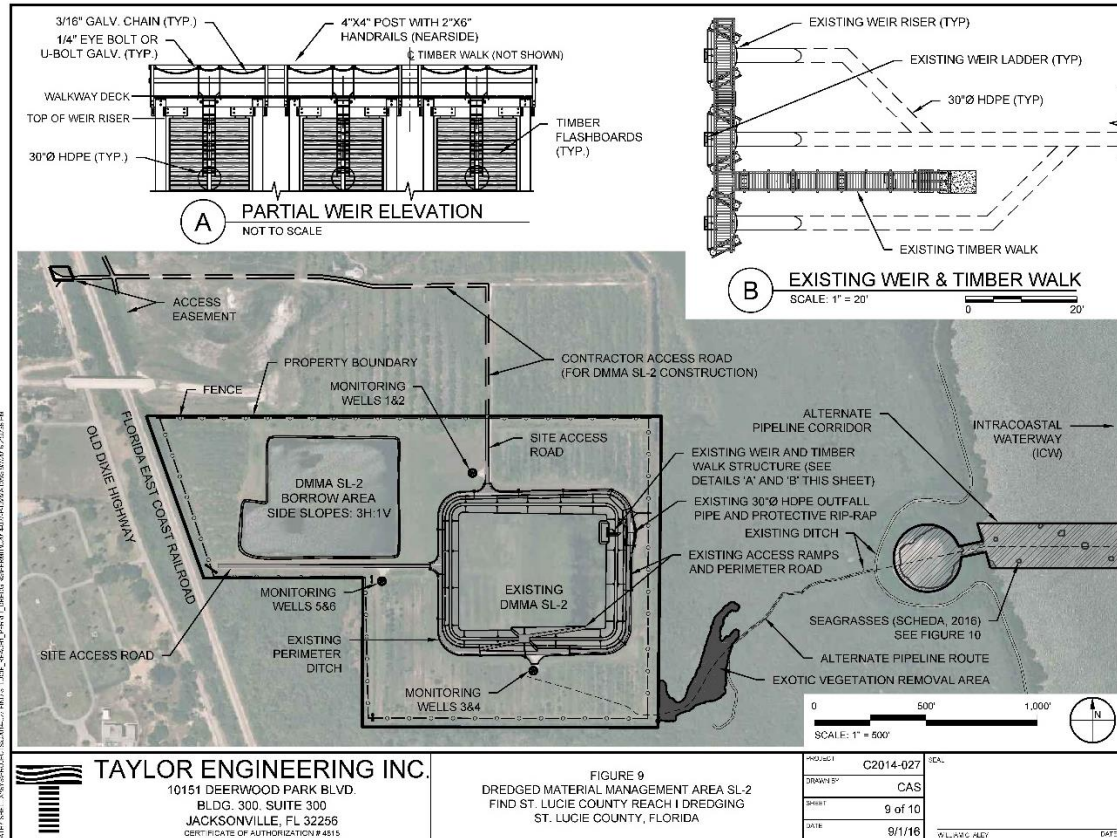 3/16" GALV. CHAIN (TYP.)
1/4" EYE BOLT OR
U-BOLT GALV. (TYP.)
4"X4" POST WITH 2"X6"
HANDRAILS (NEARSIDE)
℄ TIMBER WALK (NOT SHOWN)
WALKWAY DECK
TOP OF WEIR RISER
30"Ø HDPE (TYP.)
TIMBER
FLASHBOARDS
(TYP.)
A
PARTIAL WEIR ELEVATION
NOT TO SCALE
EXISTING WEIR RISER (TYP)
EXISTING WEIR LADDER (TYP)
30"Ø HDPE (TYP)
EXISTING TIMBER WALK
B
EXISTING WEIR & TIMBER WALK
SCALE: 1" = 20'
0 20'
ACCESS
EASEMENT
PROPERTY BOUNDARY
FENCE
MONITORING
WELLS 1&2
CONTRACTOR ACCESS ROAD
(FOR DMMA SL-2 CONSTRUCTION)
SITE ACCESS
ROAD
FLORIDA EAST COAST RAILROAD
OLD DIXIE HIGHWAY
DMMA SL-2
BORROW AREA
SIDE SLOPES: 3H:1V
ALTERNATE
PIPELINE CORRIDOR
INTRACOASTAL
WATERWAY
(ICW)
EXISTING WEIR AND TIMBER
WALK STRUCTURE (SEE
DETAILS 'A' AND 'B' THIS SHEET)
EXISTING 30"Ø HDPE OUTFALL
PIPE AND PROTECTIVE RIP-RAP
EXISTING DITCH
EXISTING ACCESS RAMPS
AND PERIMETER ROAD
EXISTING
DMMA SL-2
MONITORING
WELLS 5&6
SITE ACCESS ROAD
EXISTING
PERIMETER
DITCH
MONITORING
WELLS 3&4
SEAGRASSES (SCHEDA, 2016)
SEE FIGURE 10
ALTERNATE PIPELINE ROUTE
EXOTIC VEGETATION REMOVAL AREA
0 500' 1,000'
SCALE: 1" = 500'
N
TAYLOR ENGINEERING INC.
10151 DEERWOOD PARK BLVD.
BLDG. 300, SUITE 300
JACKSONVILLE, FL 32256
CERTIFICATE OF AUTHORIZATION # 4815
FIGURE 9
DREDGED MATERIAL MANAGEMENT AREA SL-2
FIND ST. LUCIE COUNTY REACH I DREDGING
ST. LUCIE COUNTY, FLORIDA
PROJECT C2014-027
DRAWN BY CAS
SHEET 9 of 10
DATE 9/1/16
SEAL
DATE